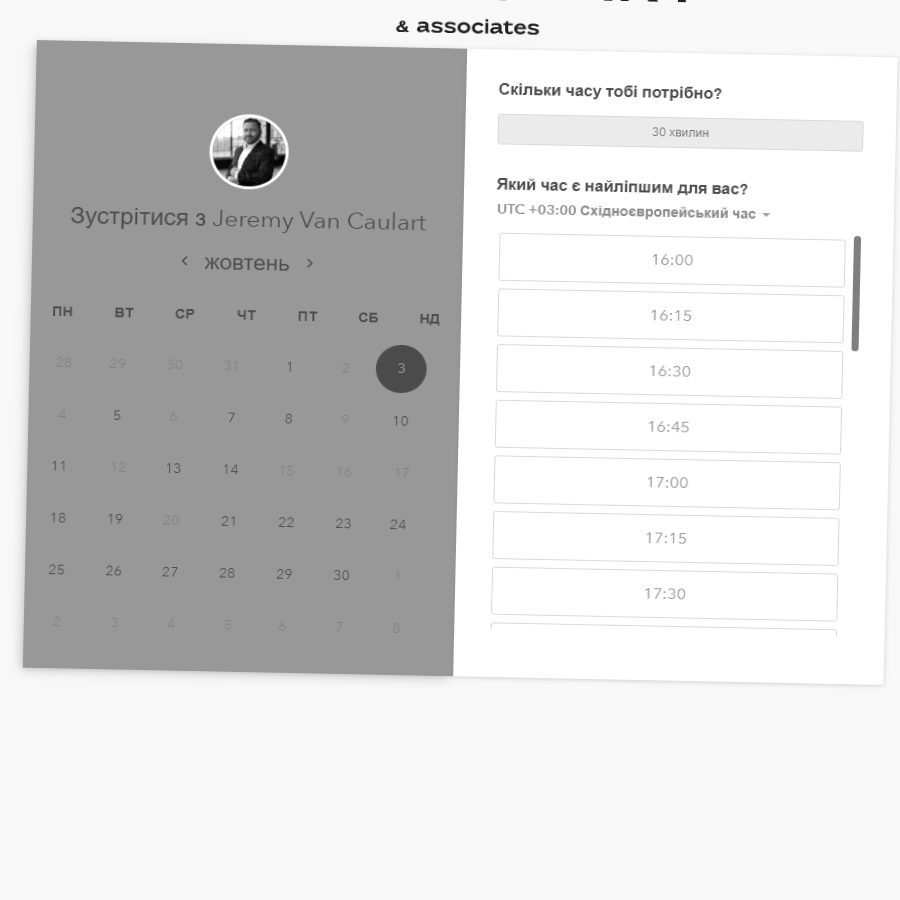 & associates
Зустрітися з Jeremy Van Caulart
жовтень
ПН ВТ СР ЧТ ПТ СБ НД
28 29 30 31 1 2 3
4 5 6 7 8 9 10
11 12 13 14 15 16 17
18 19 20 21 22 23 24
25 26 27 28 29 30 1
2 3 4 5 6 7 8
Скільки часу тобі потрібно?
30 хвилин
Який час є найліпшим для вас?
UTC +03:00 Східноєвропейський час
16:00
16:15
16:30
16:45
17:00
17:15
17:30